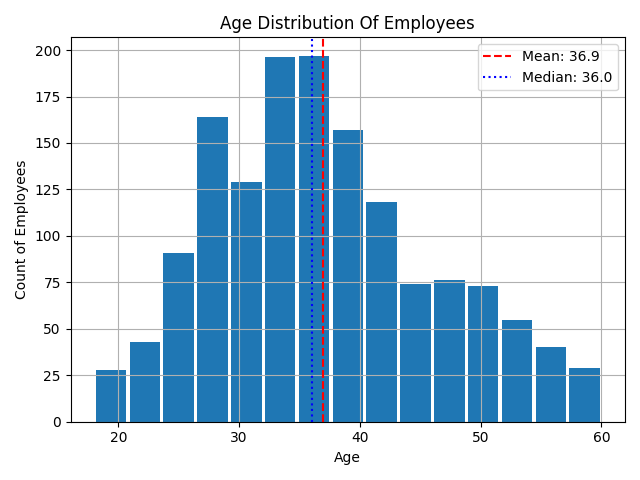 Age Distribution Of Employees
Mean: 36.9
Median: 36.0
200
175
150
125
100
75
50
25
0
Count of Employees
20 30 40 50 60
Age